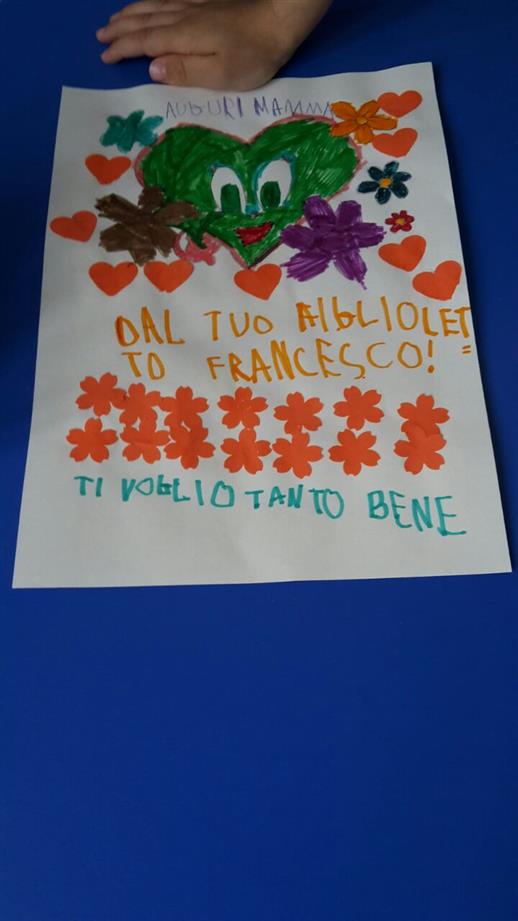 AUGURI MAMMA
DAL TUO FIGLIOLET=
TO FRANCESCO!
TI VOGLIO TANTO BENE